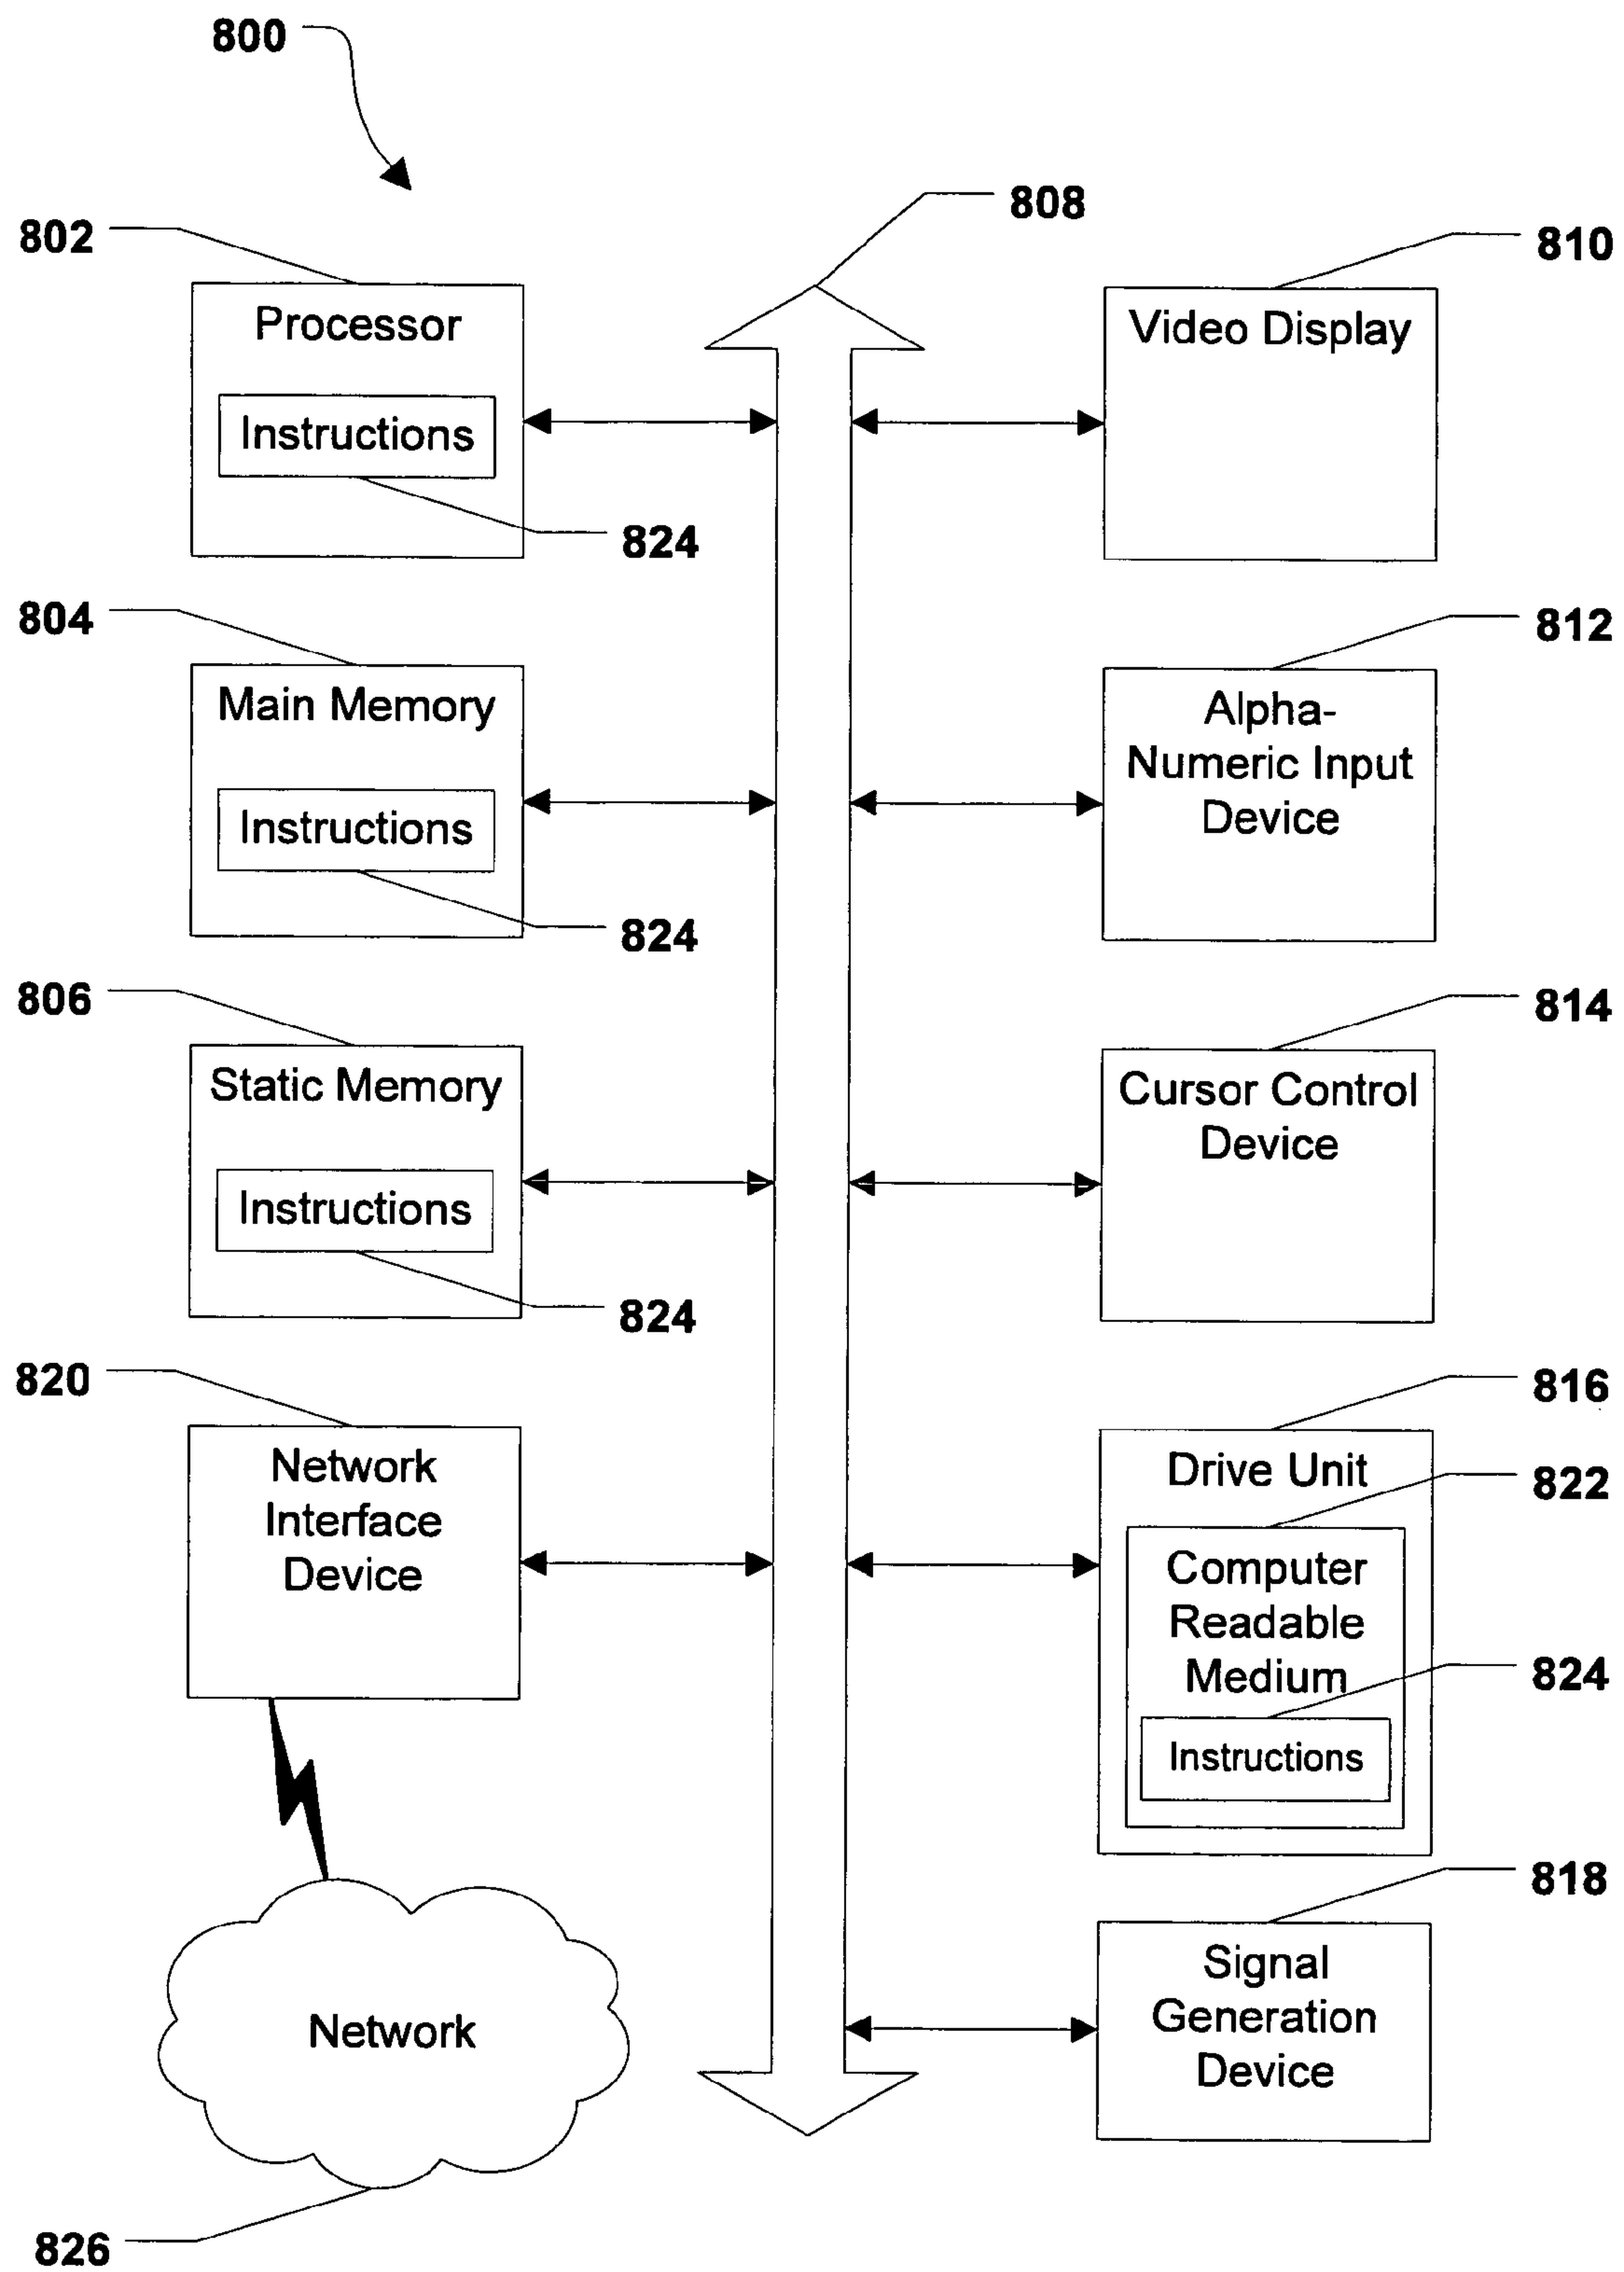 800
808
802
810
Processor
Video Display
Instructions
824
804
812
Main Memory
Alpha-
Numeric Input
Device
Instructions
824
806
814
Static Memory
Cursor Control
Device
Instructions
824
820
816
Network
Interface
Device
Drive Unit
822
Computer
Readable
Medium
824
Instructions
818
Signal
Generation
Device
Network
826